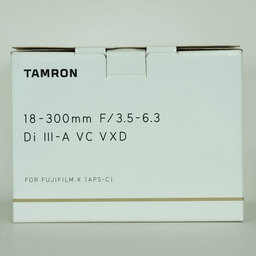 TAMRON
18-300mm F/3.5-6.3
Di III-A VC VXD
FOR FUJIFILM X (APS-C)